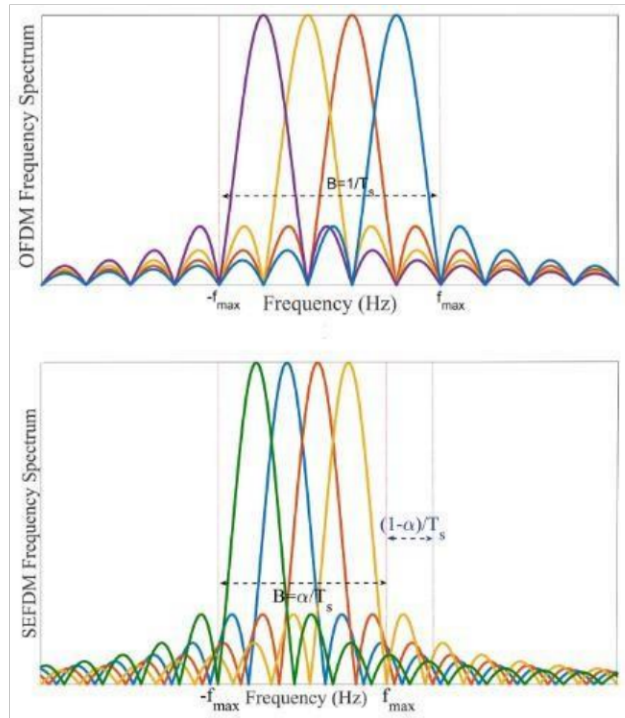 OFDM Frequency Spectrum
B=1/Tₛ
-fₘₐₓ Frequency (Hz) fₘₐₓ
SEFDM Frequency Spectrum
(1-α)/Tₛ
B=α/Tₛ
-fₘₐₓ Frequency (Hz) fₘₐₓ